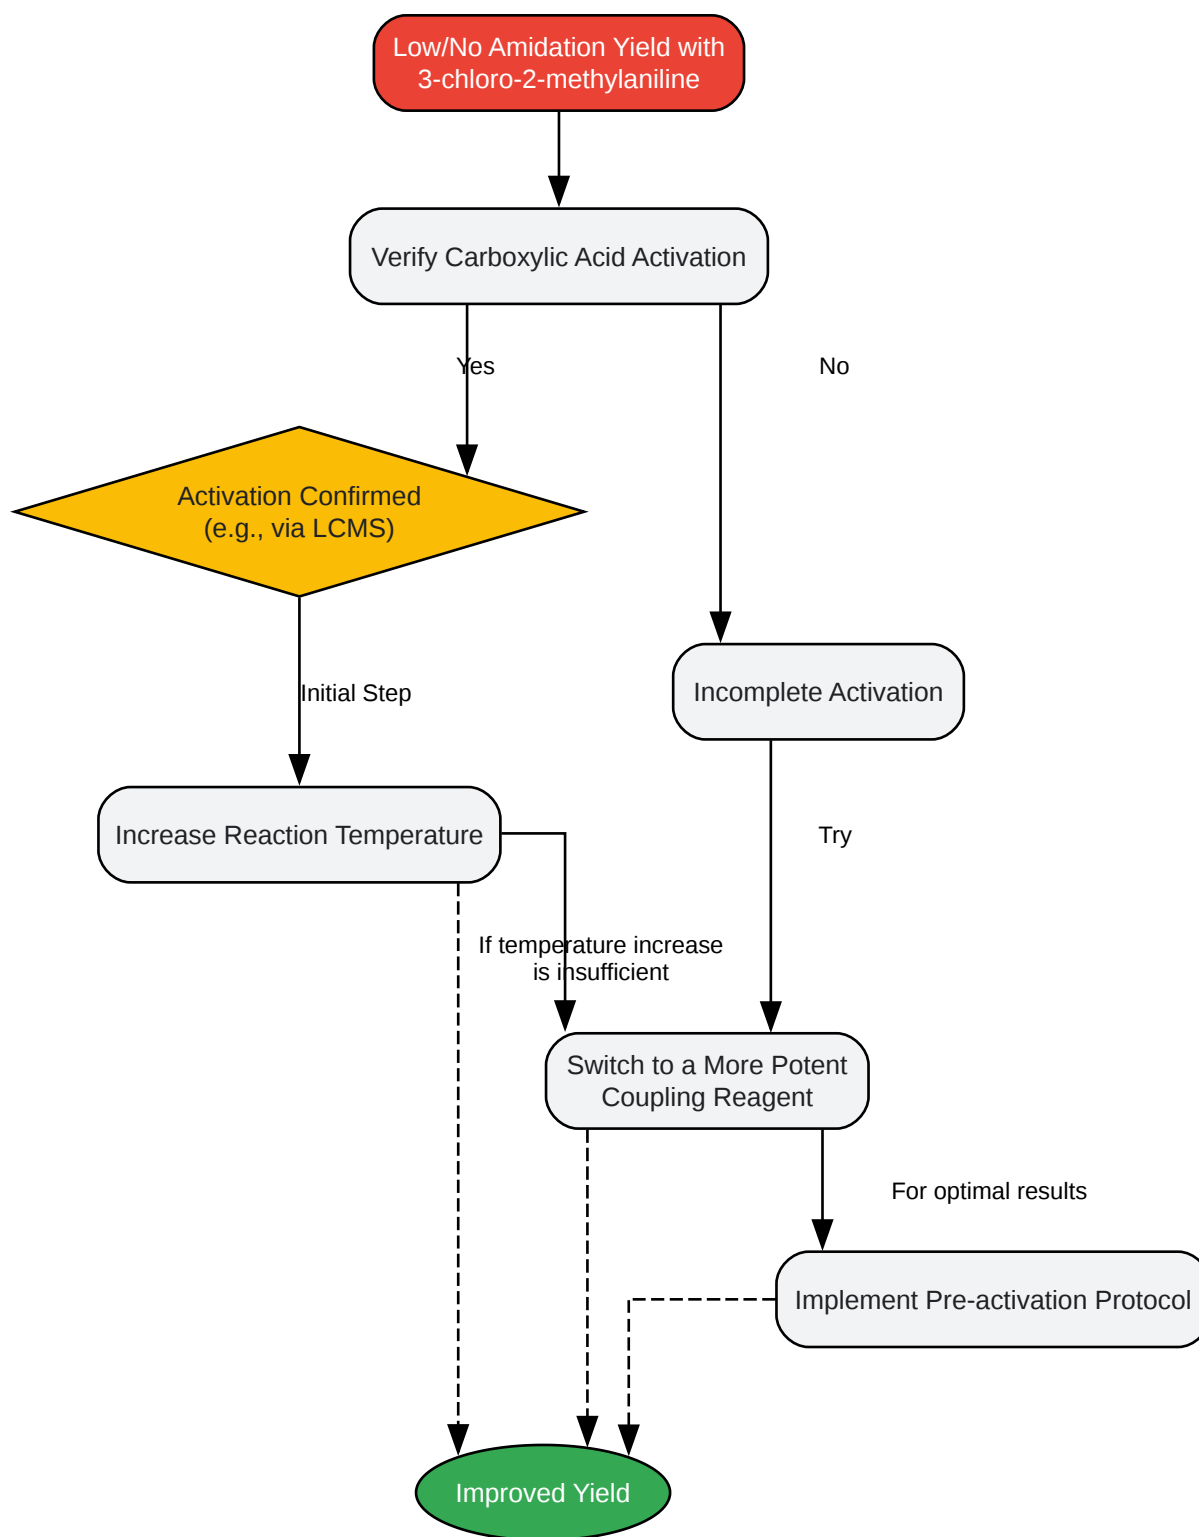 Low/No Amidation Yield with
3-chloro-2-methylaniline
Verify Carboxylic Acid Activation
Yes
No
Activation Confirmed
(e.g., via LCMS)
Initial Step
Incomplete Activation
Increase Reaction Temperature
Try
If temperature increase
is insufficient
Switch to a More Potent
Coupling Reagent
For optimal results
Implement Pre-activation Protocol
Improved Yield